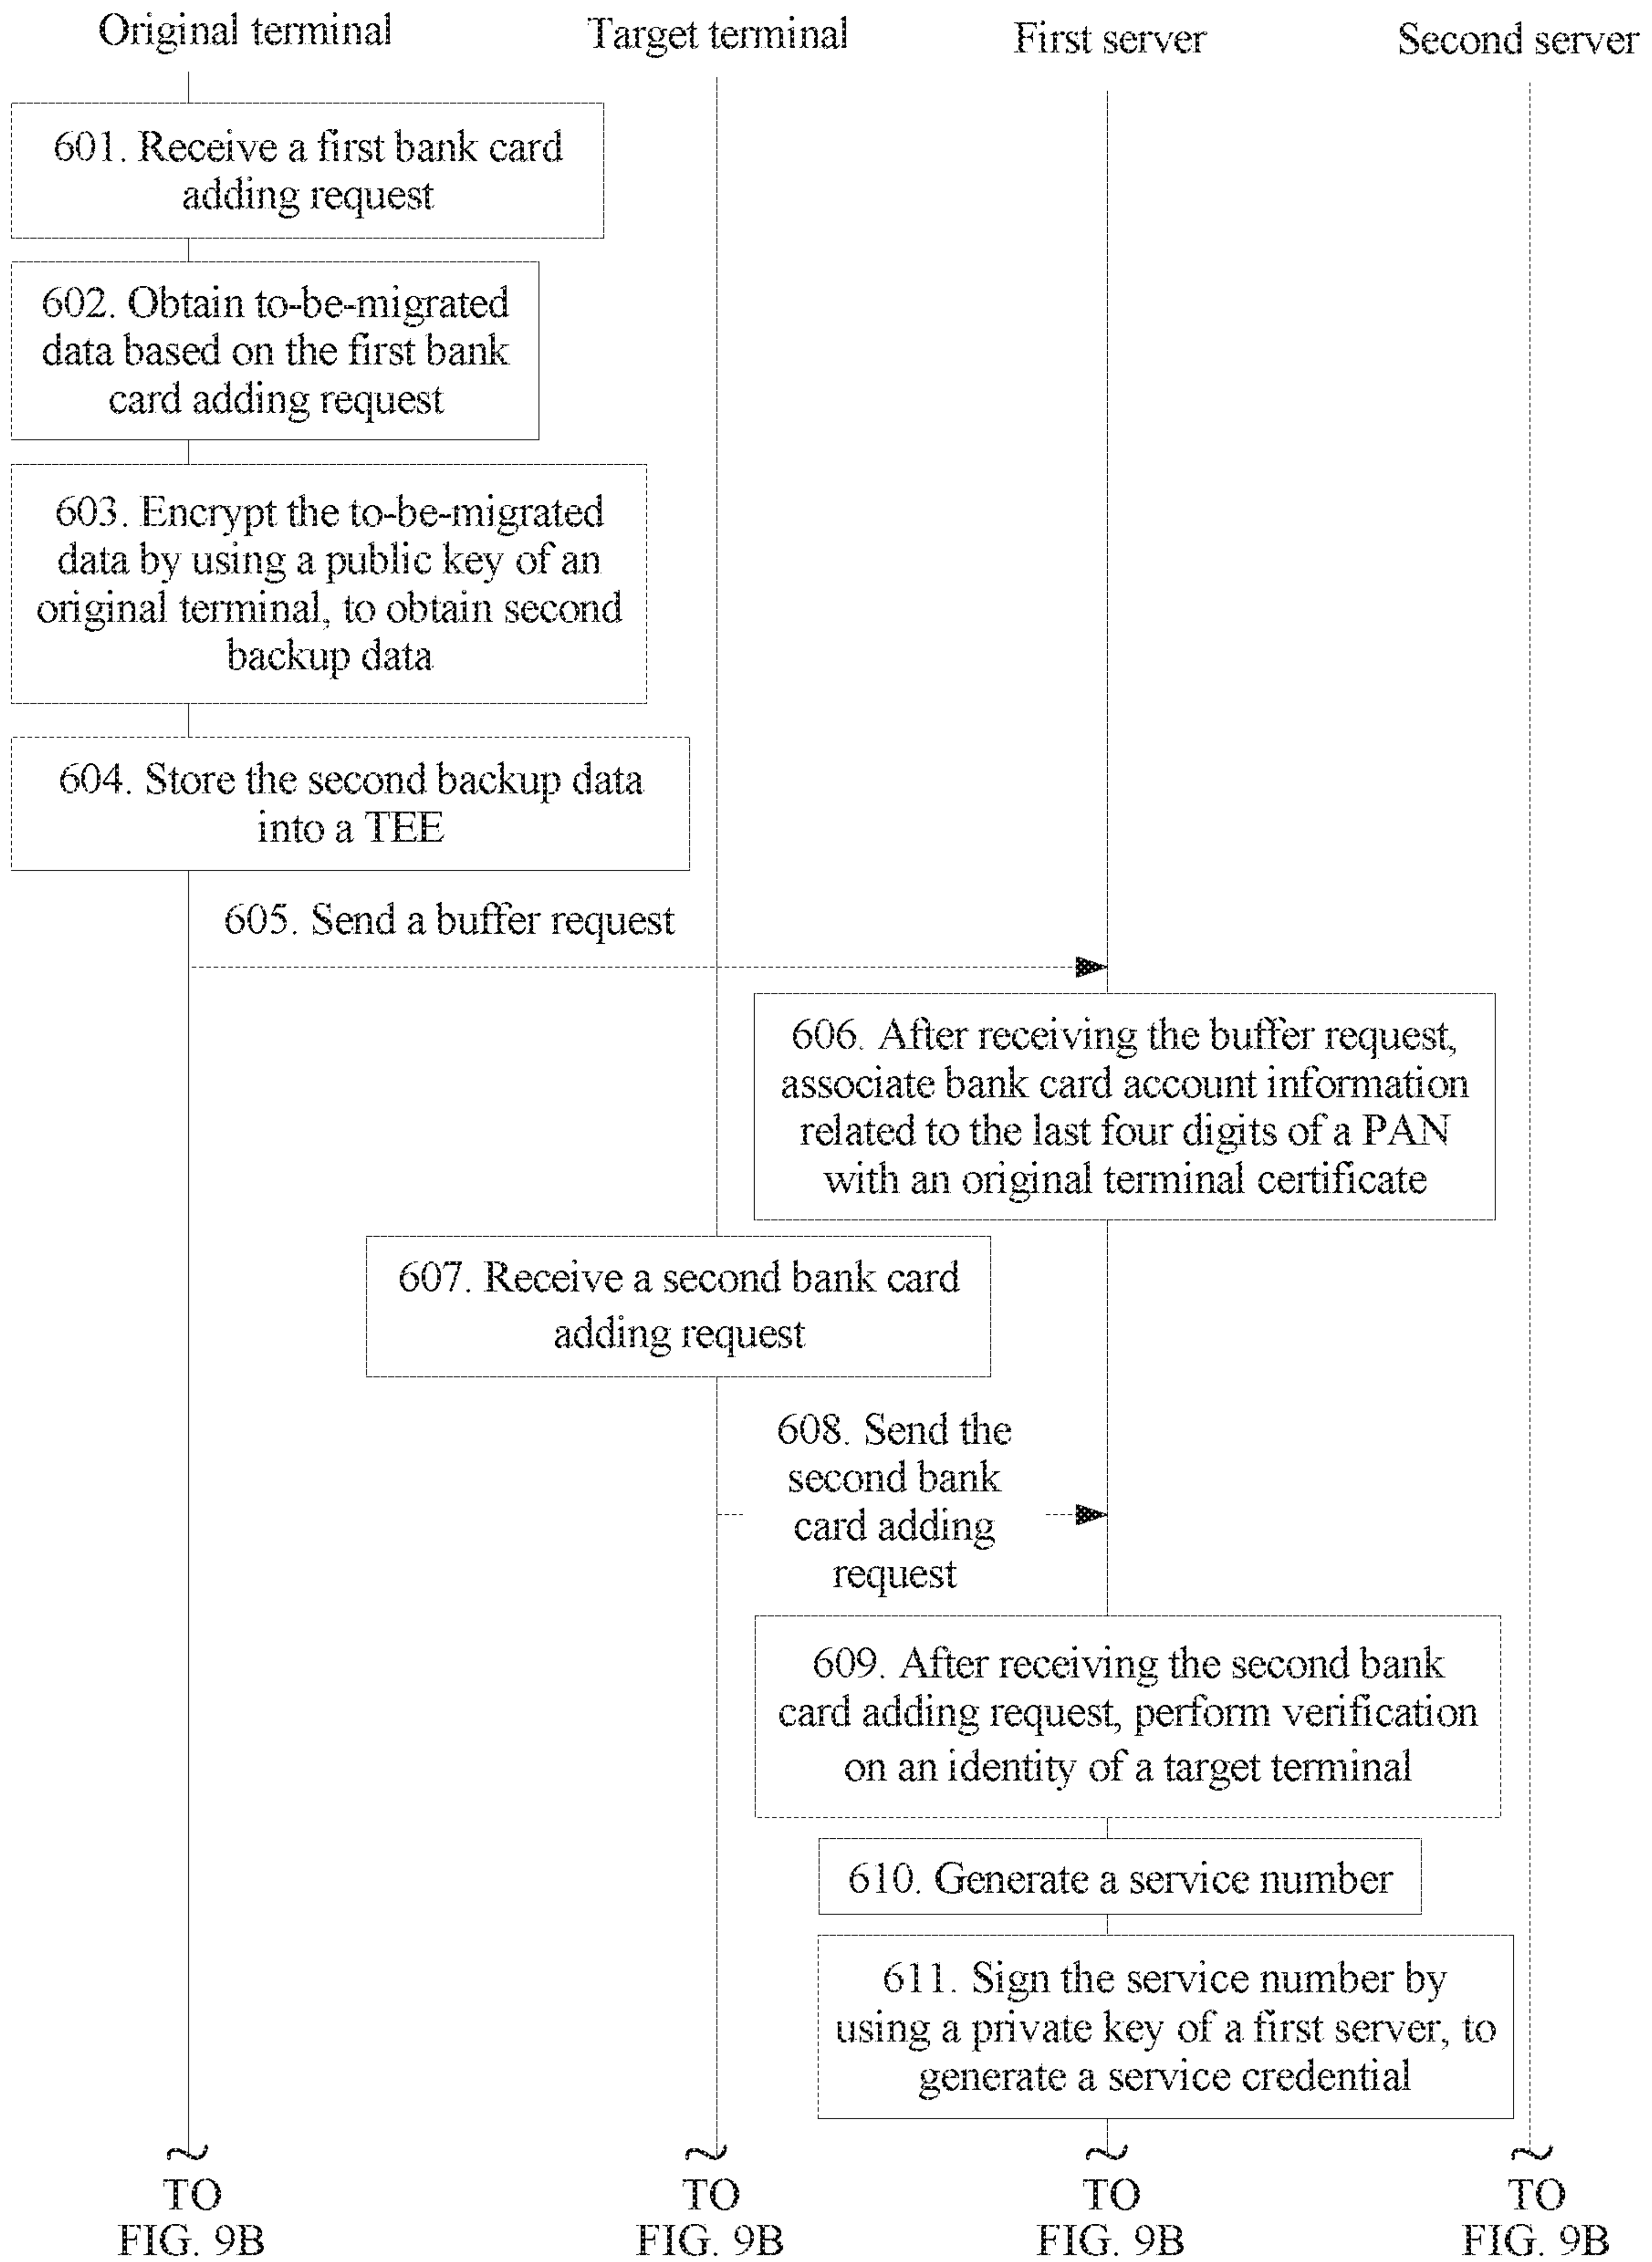 Original terminal
Target terminal
First server
Second server
601. Receive a first bank card
adding request
602. Obtain to-be-migrated
data based on the first bank
card adding request
603. Encrypt the to-be-migrated
data by using a public key of an
original terminal, to obtain second
backup data
604. Store the second backup data
into a TEE
605. Send a buffer request
606. After receiving the buffer request,
associate bank card account information
related to the last four digits of a PAN
with an original terminal certificate
607. Receive a second bank card
adding request
608. Send the
second bank
card adding
request
609. After receiving the second bank
card adding request, perform verification
on an identity of a target terminal
610. Generate a service number
611. Sign the service number by
using a private key of a first server, to
generate a service credential
TO
FIG. 9B
TO
FIG. 9B
TO
FIG. 9B
TO
FIG. 9B